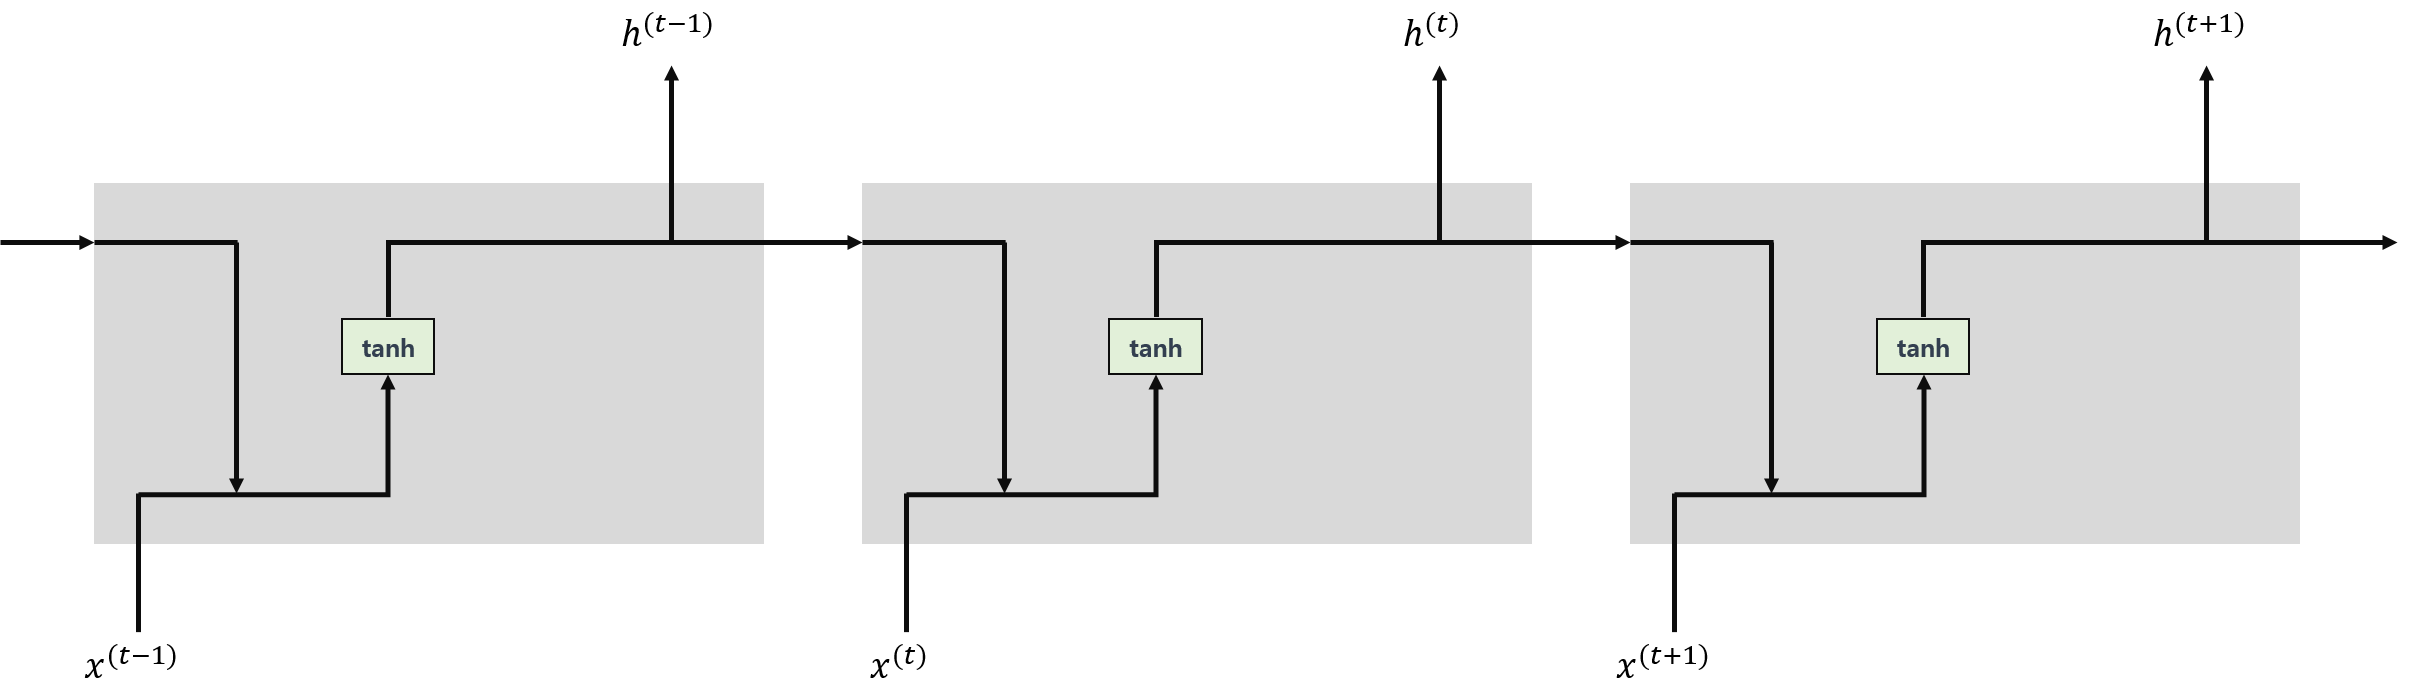 h^(t−1) h^(t) h^(t+1)
tanh tanh tanh
x^(t−1) x^(t) x^(t+1)